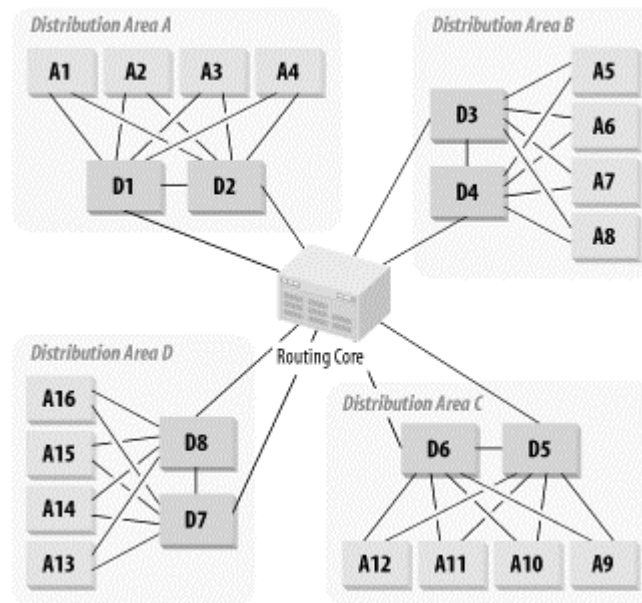 Distribution Area A
A1 A2 A3 A4
D1 D2
Distribution Area B
A5
D3
A6
D4
A7
A8
Routing Core
Distribution Area D
A16
A15
D8
A14
D7
A13
Distribution Area C
D6 D5
A12 A11 A10 A9